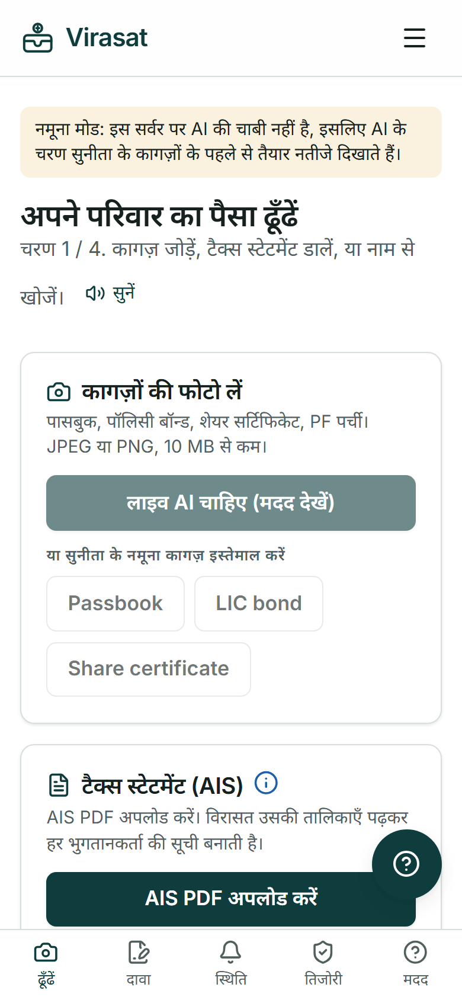 Virasat
नमूना मोड: इस सर्वर पर AI की चाबी नहीं है, इसलिए AI के
चरण सुनीता के कागज़ों के पहले से तैयार नतीजे दिखाते हैं।
अपने परिवार का पैसा ढूँढें
चरण 1 / 4. कागज़ जोड़ें, टैक्स स्टेटमेंट डालें, या नाम से
खोजें। सुनें
कागज़ों की फोटो लें
पासबुक, पॉलिसी बॉन्ड, शेयर सर्टिफिकेट, PF पर्ची।
JPEG या PNG, 10 MB से कम।
लाइव AI चाहिए (मदद देखें)
या सुनीता के नमूना कागज़ इस्तेमाल करें
Passbook LIC bond
Share certificate
टैक्स स्टेटमेंट (AIS)
AIS PDF अपलोड करें। विरासत उसकी तालिकाएँ पढ़कर
हर भुगतानकर्ता की सूची बनाती है।
AIS PDF अपलोड करें
ढूँढें दावा स्थिति तिजोरी मदद